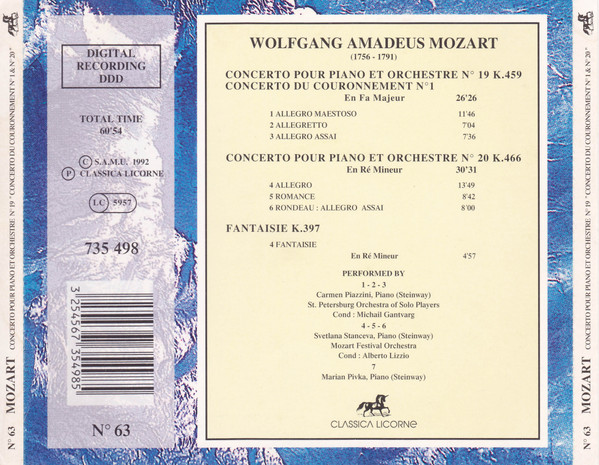 N° 63 MOZART CONCERTO POUR PIANO ET ORCHESTRE N° 19 "CONCERTO DU COURONNEMENT N°1 & N° 20"
DIGITAL
RECORDING
DDD
TOTAL TIME
60'54
C S.A.M.U. 1992
P CLASSICA LICORNE
LC 5957
735 498
3 254567 354985
N° 63
WOLFGANG AMADEUS MOZART
(1756 - 1791)
CONCERTO POUR PIANO ET ORCHESTRE N° 19 K.459
CONCERTO DU COURONNEMENT N°1
En Fa Majeur 26'26
1 ALLEGRO MAESTOSO 11'46
2 ALLEGRETTO 7'04
3 ALLEGRO ASSAI 7'36
CONCERTO POUR PIANO ET ORCHESTRE N° 20 K.466
En Ré Mineur 30'31
4 ALLEGRO 13'49
5 ROMANCE 8'42
6 RONDEAU : ALLEGRO ASSAI 8'00
FANTAISIE K.397
4 FANTAISIE
En Ré Mineur 4'57
PERFORMED BY
1 - 2 - 3
Carmen Piazzini, Piano (Steinway)
St. Petersburg Orchestra of Solo Players
Cond : Michail Gantvarg
4 - 5 - 6
Svetlana Stanceva, Piano (Steinway)
Mozart Festival Orchestra
Cond : Alberto Lizzio
7
Marian Pivka, Piano (Steinway)
CLASSICA LICORNE
N° 63 MOZART CONCERTO POUR PIANO ET ORCHESTRE N° 19 "CONCERTO DU COURONNEMENT N°1 & N° 20"